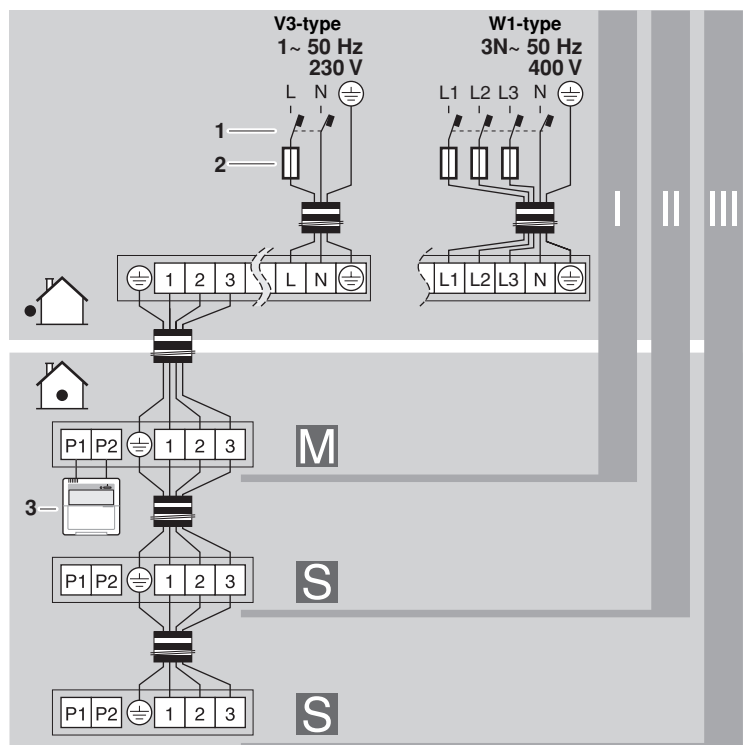 V3-type W1-type
1~ 50 Hz 3N~ 50 Hz
230 V 400 V
L N L1 L2 L3 N
1
2
I II III
1 2 3 L N L1 L2 L3 N
P1 P2 1 2 3 M
3
P1 P2 1 2 3 S
P1 P2 1 2 3 S